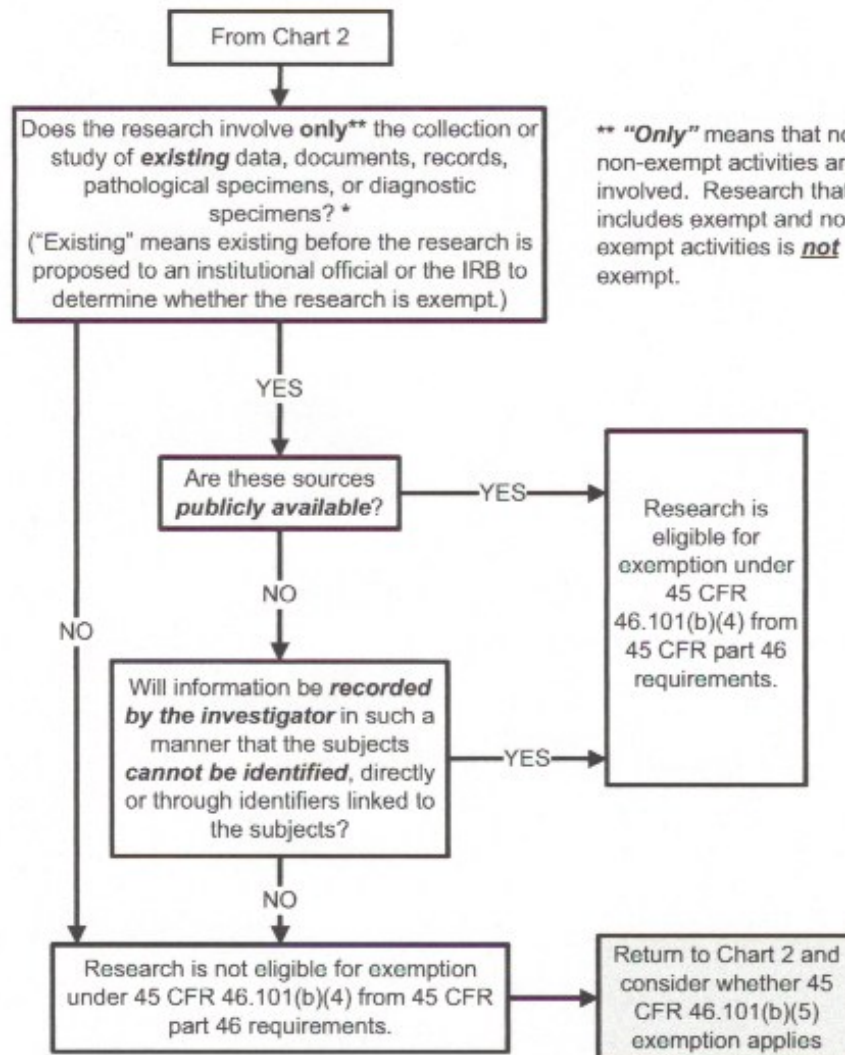 From Chart 2
Does the research involve only** the collection or
study of existing data, documents, records,
pathological specimens, or diagnostic
specimens? *
("Existing" means existing before the research is
proposed to an institutional official or the IRB to
determine whether the research is exempt.)
** "Only" means that no
non-exempt activities ar
involved. Research that
includes exempt and no
exempt activities is not
exempt.
YES
Are these sources
publicly available?
YES
Research is
eligible for
exemption under
45 CFR
46.101(b)(4) from
45 CFR part 46
requirements.
NO
NO
Will information be recorded
by the investigator in such a
manner that the subjects
cannot be identified, directly
or through identifiers linked to
the subjects?
YES
NO
Research is not eligible for exemption
under 45 CFR 46.101(b)(4) from 45 CFR
part 46 requirements.
Return to Chart 2 and
consider whether 45
CFR 46.101(b)(5)
exemption applies